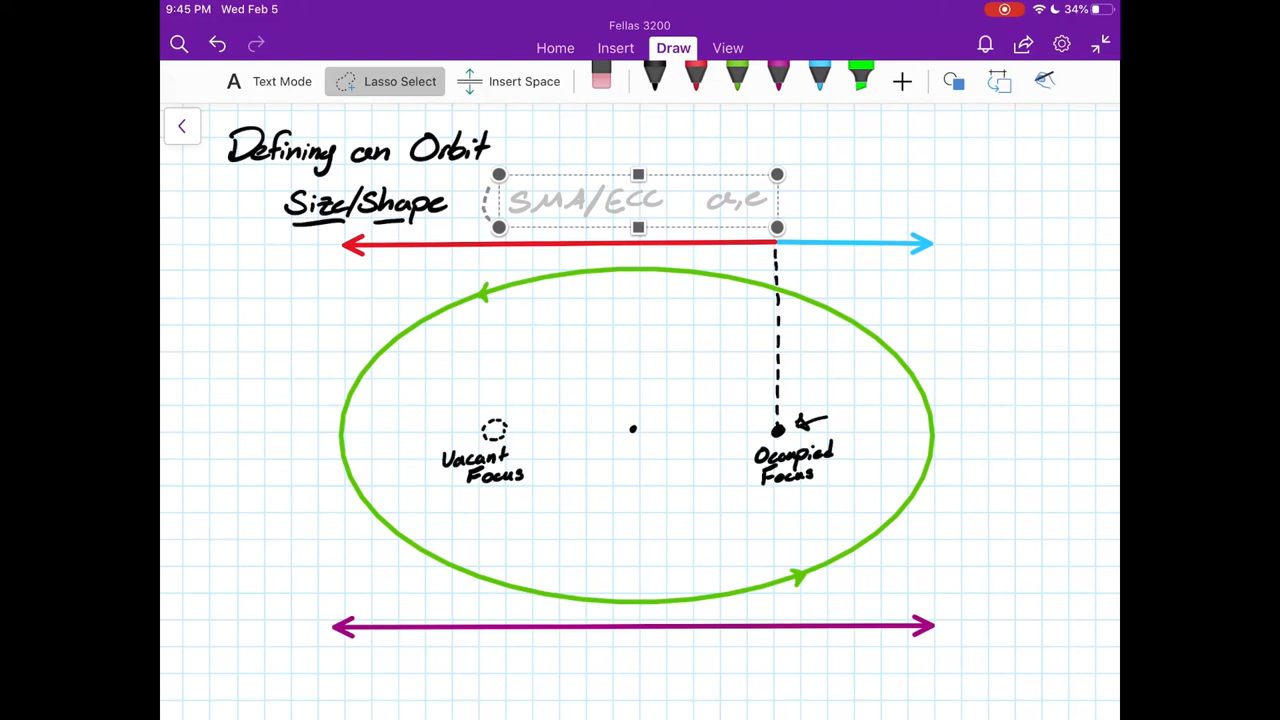 9:45 PM Wed Feb 5
34%
Fellas 3200
Home Insert Draw View
A Text Mode Lasso Select Insert Space
Defining an Orbit
Size/Shape SMA/ECC a,e
Vacant
Focus
Occupied
Focus